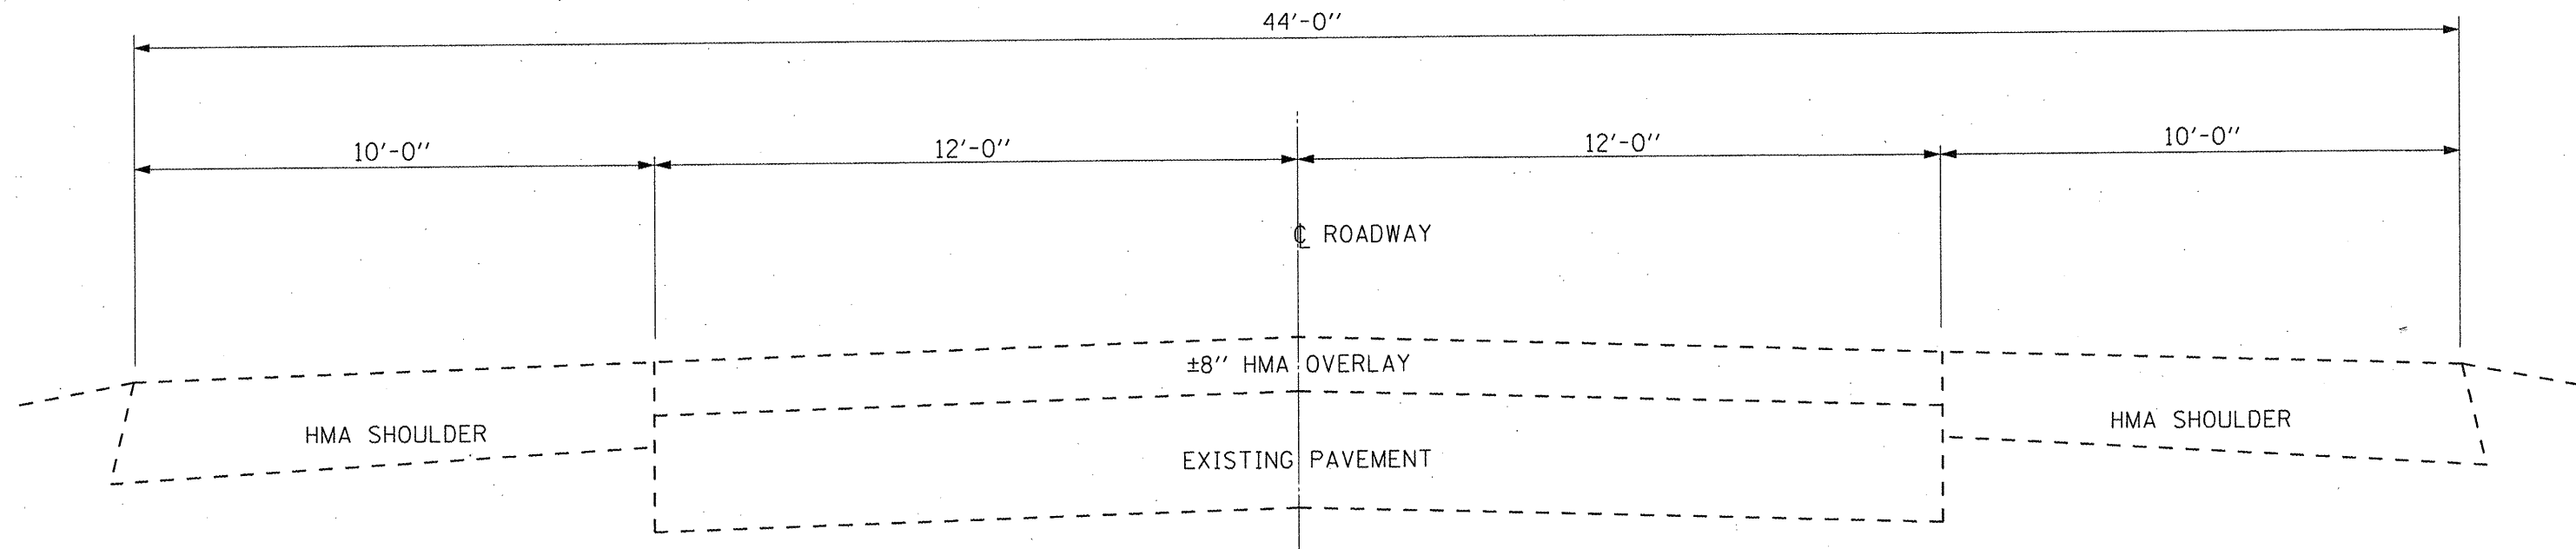 44'-0"
10'-0" 12'-0" 12'-0" 10'-0"
℄ ROADWAY
±8" HMA OVERLAY
HMA SHOULDER
HMA SHOULDER
EXISTING PAVEMENT